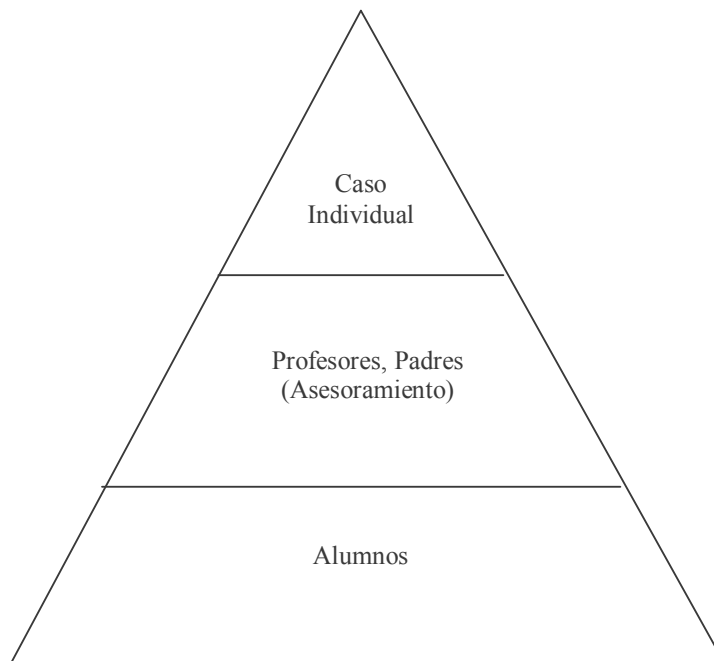 Caso
Individual
Profesores, Padres
(Asesoramiento)
Alumnos